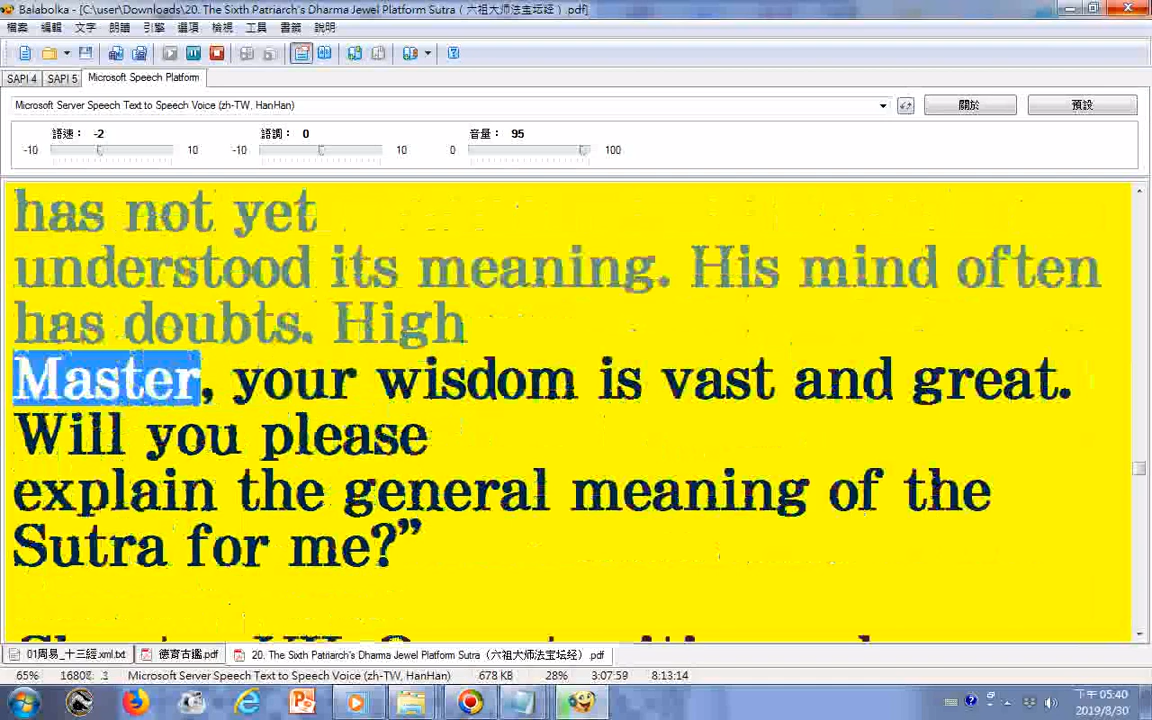 Balabolka - [C:\user\Downloads\20. The Sixth Patriarch's Dharma Jewel Platform Sutra（六祖大师法宝坛经）.pdf]
檔案 編輯 文字 朗讀 引擎 選項 檢視 工具 書籤 說明
SAPI 4 SAPI 5 Microsoft Speech Platform
Microsoft Server Speech Text to Speech Voice (zh-TW, HanHan) 關於 預設
語速： -2 語調： 0 音量： 95
-10 10 -10 10 0 100
has not yet
understood its meaning. His mind often
has doubts. High
Master, your wisdom is vast and great.
Will you please
explain the general meaning of the
Sutra for me?”
01周易_十三經.xml.txt 德育古鑑.pdf 20. The Sixth Patriarch's Dharma Jewel Platform Sutra（六祖大师法宝坛经）.pdf
65% Microsoft Server Speech Text to Speech Voice (zh-TW, HanHan) 678 KB 28% 3:07:59 8:13:14
下午 05:40
2019/8/30